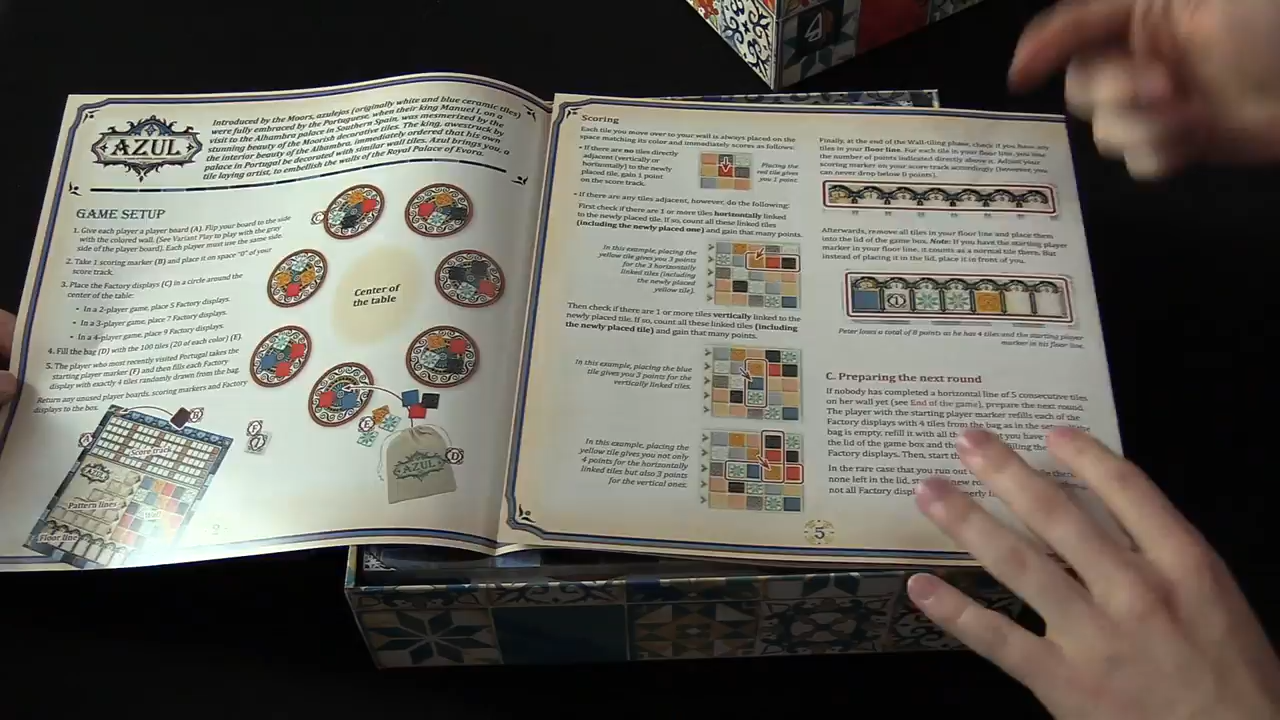 AZUL
Introduced by the Moors, azulejos (originally white and blue ceramic tiles)
were fully embraced by the Portuguese, when their king Manuel I, on a
visit to the Alhambra palace in Southern Spain, was mesmerized by the
stunning beauty of the Moorish decorative tiles. The king, awestruck by
the interior beauty of the Alhambra, immediately ordered that his own
palace in Portugal be decorated with similar wall tiles. Azul brings you, a
tile laying artist, to embellish the walls of the Royal Palace of Evora.
GAME SETUP
1. Give each player a player board (A). Flip your board to the side
with the colored wall. (See Variant Play to play with the gray
side of the player board). Each player must use the same side.
2. Take 1 scoring marker (B) and place it on space "0" of your
score track.
3. Place the Factory displays (C) in a circle around the
center of the table:
• In a 2-player game, place 5 Factory displays.
• In a 3-player game, place 7 Factory displays.
• In a 4-player game, place 9 Factory displays.
4. Fill the bag (D) with the 100 tiles (20 of each color) (E).
5. The player who most recently visited Portugal takes the
starting player marker (F) and then fills each Factory
display with exactly 4 tiles randomly drawn from the bag.
Return any unused player boards, scoring markers and Factory
displays to the box.
C
Center of
the table
B
A
Score track
AZUL
Pattern lines
Wall
Floor line
F
1
E
AZUL
D
2
Scoring
Each tile you move over to your wall is always placed on the
space matching its color and immediately scores as follows:
• If there are no tiles directly
adjacent (vertically or
horizontally) to the newly
placed tile, gain 1 point
on the score track.
Placing the
red tile gives
you 1 point.
• If there are any tiles adjacent, however, do the following:
First check if there are 1 or more tiles horizontally linked
to the newly placed tile. If so, count all these linked tiles
(including the newly placed one) and gain that many points.
In this example, placing the
yellow tile gives you 3 points
for the 3 horizontally
linked tiles (including
the newly placed
yellow tile).
Then check if there are 1 or more tiles vertically linked to the
newly placed tile. If so, count all these linked tiles (including
the newly placed tile) and gain that many points.
In this example, placing the blue
tile gives you 3 points for the
vertically linked tiles.
In this example, placing the
yellow tile gives you not only
4 points for the horizontally
linked tiles but also 3 points
for the vertical ones.
5
Finally, at the end of the Wall-tiling phase, check if you have any
tiles in your floor line. For each tile in your floor line, you lose
the number of points indicated directly above it. Adjust your
scoring marker on your score track accordingly (however, you
can never drop below 0 points).
Afterwards, remove all tiles in your floor line and place them
into the lid of the game box. Note: If you have the starting player
marker in your floor line, it counts as a normal tile there. But
instead of placing it in the lid, place it in front of you.
1
Peter loses a total of 8 points as he has 4 tiles and the starting player
marker in his floor line.
C. Preparing the next round
If nobody has completed a horizontal line of 5 consecutive tiles
on her wall yet (see End of the game), prepare the next round.
The player with the starting player marker refills each of the
Factory displays with 4 tiles from the bag as in the
bag is empty, refill it with all you have
the lid of the game box and the filling the
Factory displays. Then, start the
In the rare case that you run out
none left in the lid, new
not all Factory